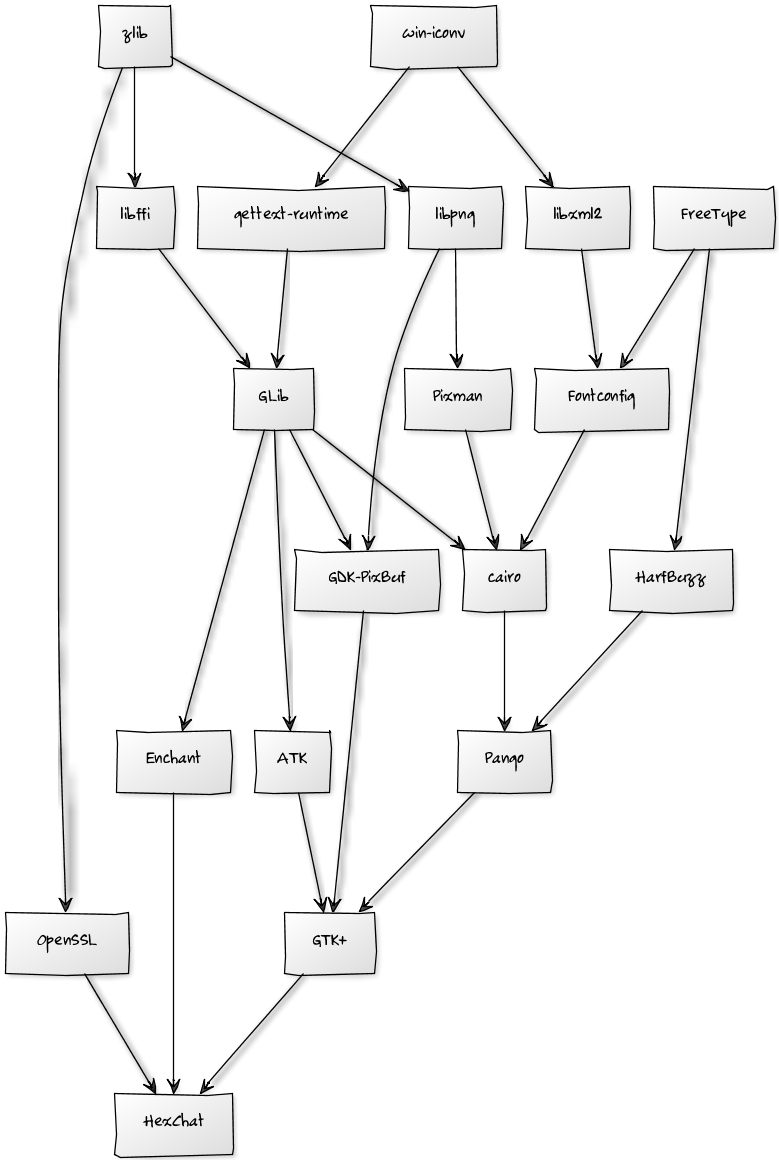 zlib
win-iconv
libffi
gettext-runtime
libpng
libxml2
FreeType
GLib
Pixman
Fontconfig
GDK-PixBuf
cairo
HarfBuzz
Enchant
ATK
Pango
OpenSSL
GTK+
HexChat